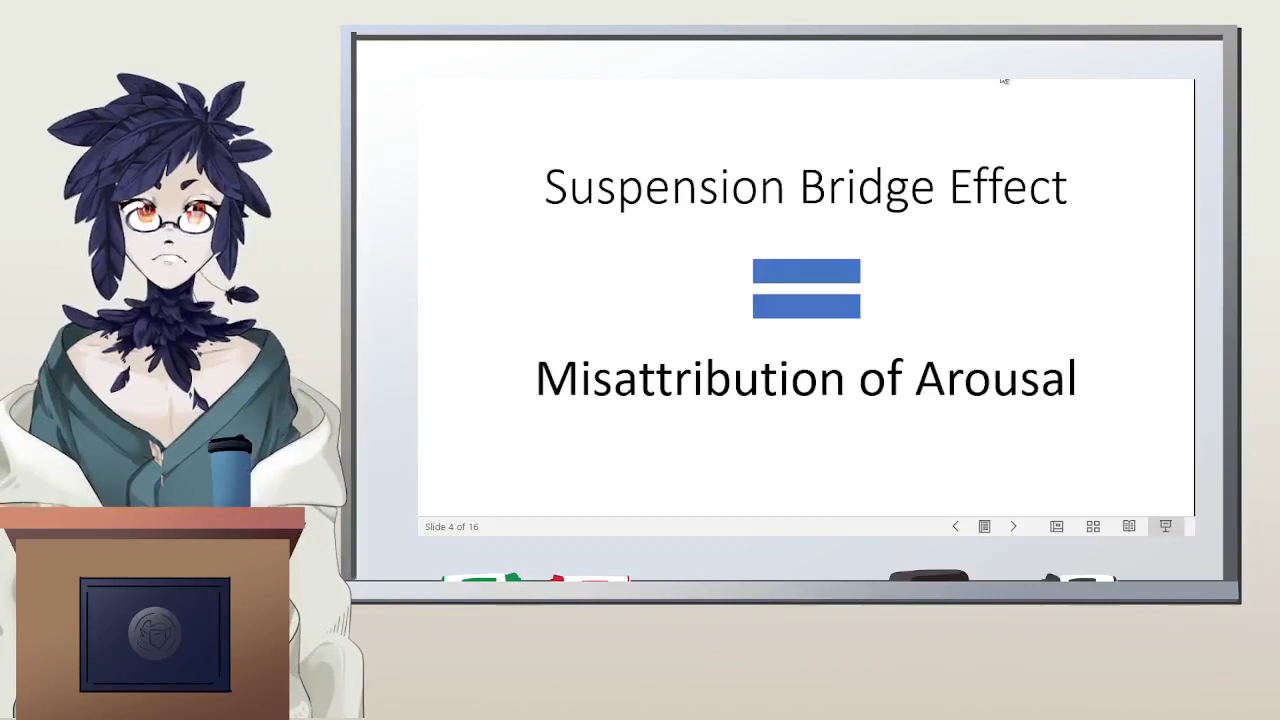 Suspension Bridge Effect
Misattribution of Arousal
Slide 4 of 16